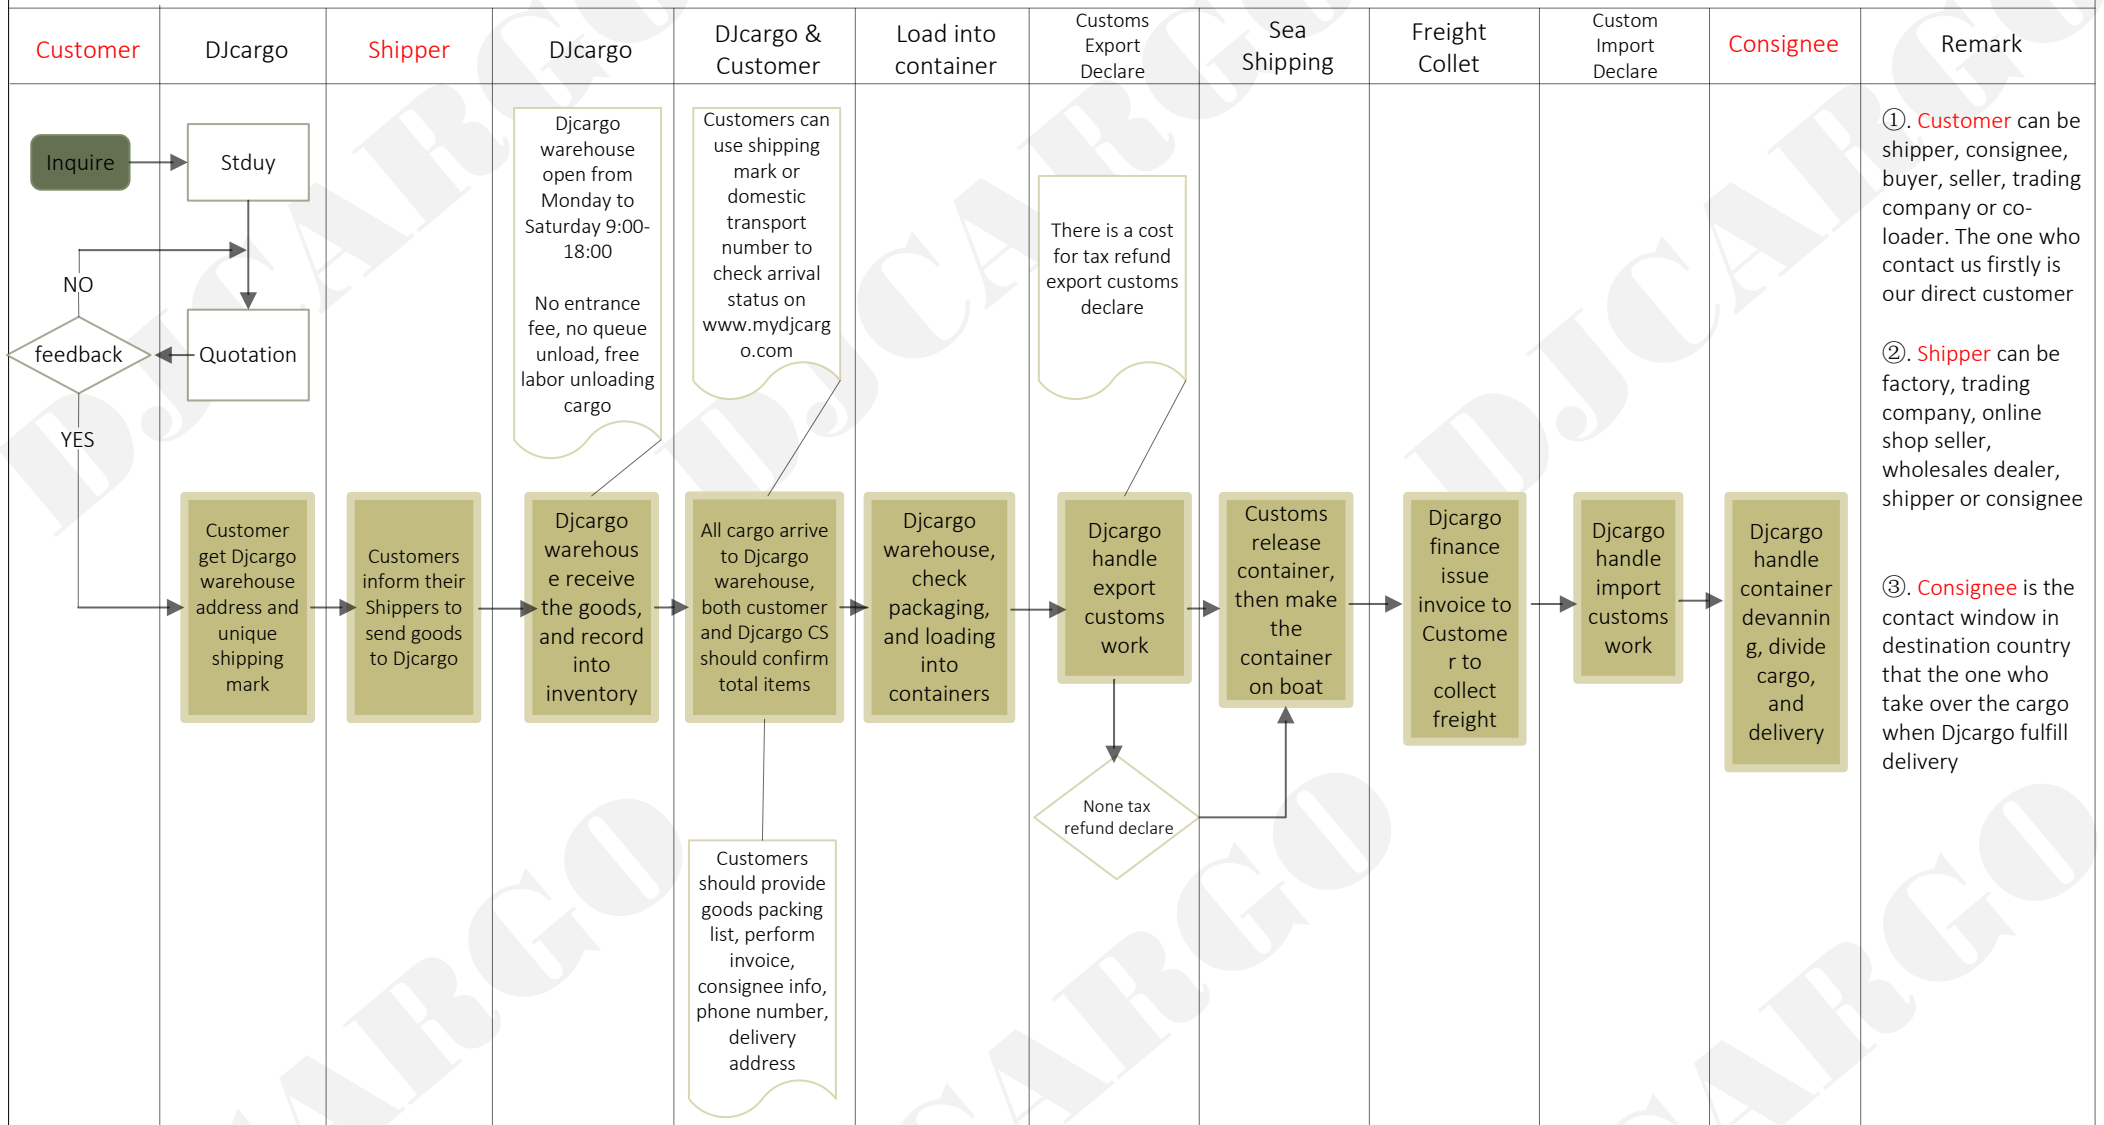 Customer
DJcargo
Shipper
DJcargo
DJcargo &
Customer
Load into
container
Customs
Export
Declare
Sea
Shipping
Freight
Collet
Custom
Import
Declare
Consignee
Remark
Inquire
Stduy
NO
feedback
Quotation
YES
Djcargo
warehouse
open from
Monday to
Saturday 9:00-
18:00
No entrance
fee, no queue
unload, free
labor unloading
cargo
Customers can
use shipping
mark or
domestic
transport
number to
check arrival
status on
www.mydjcarg
o.com
There is a cost
for tax refund
export customs
declare
Customer
get Djcargo
warehouse
address and
unique
shipping
mark
Customers
inform their
Shippers to
send goods
to Djcargo
Djcargo
warehous
e receive
the goods,
and record
into
inventory
All cargo arrive
to Djcargo
warehouse,
both customer
and Djcargo CS
should confirm
total items
Djcargo
warehouse,
check
packaging,
and loading
into
containers
Djcargo
handle
export
customs
work
Customs
release
container,
then make
the
container
on boat
Djcargo
finance
issue
invoice to
Custome
r to
collect
freight
Djcargo
handle
import
customs
work
Djcargo
handle
container
devannin
g, divide
cargo,
and
delivery
None tax
refund declare
Customers
should provide
goods packing
list, perform
invoice,
consignee info,
phone number,
delivery
address
①. Customer can be
shipper, consignee,
buyer, seller, trading
company or co-
loader. The one who
contact us firstly is
our direct customer
②. Shipper can be
factory, trading
company, online
shop seller,
wholesales dealer,
shipper or consignee
③. Consignee is the
contact window in
destination country
that the one who
take over the cargo
when Djcargo fulfill
delivery
DJCARGO
DJCARGO
DJCARGO
CARGO
CARGO
CARGO